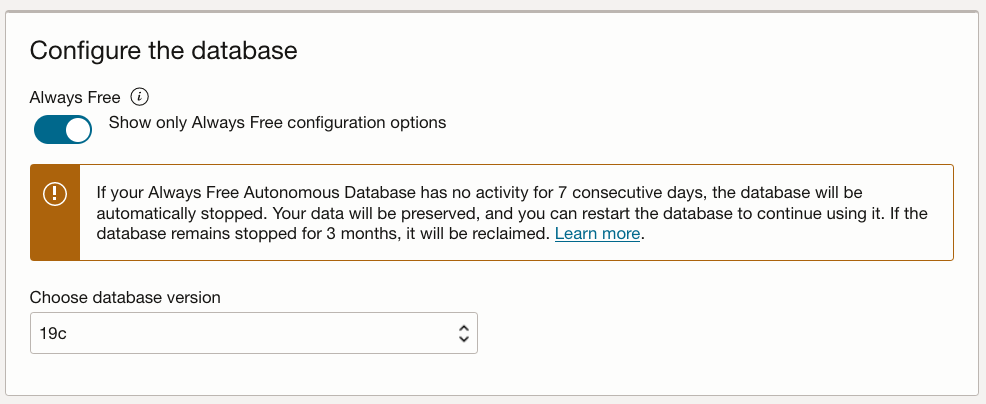 Configure the database
Always Free
Show only Always Free configuration options
If your Always Free Autonomous Database has no activity for 7 consecutive days, the database will be
automatically stopped. Your data will be preserved, and you can restart the database to continue using it. If the
database remains stopped for 3 months, it will be reclaimed. Learn more.
Choose database version
19c